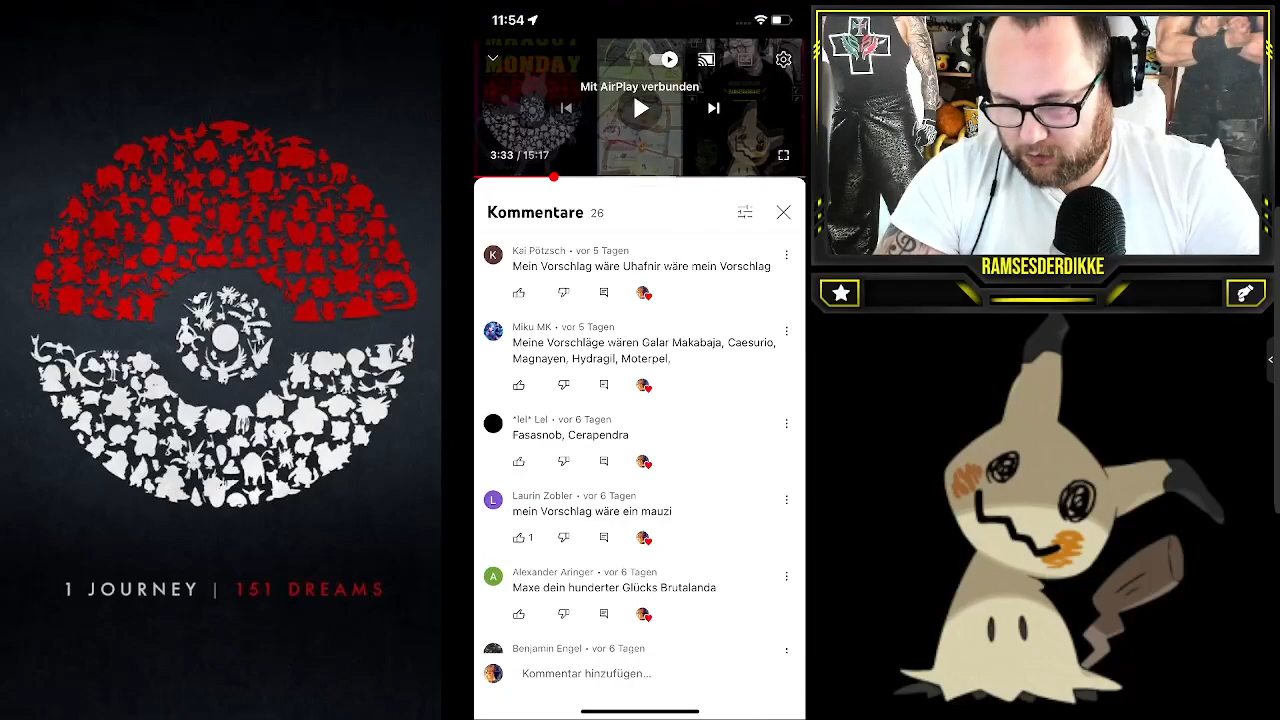 1 JOURNEY | 151 DREAMS
11:54
MONDAY
Mit AirPlay verbunden
3:33 / 15:17
Kommentare 26
K
Kai Pötzsch • vor 5 Tagen
Mein Vorschlag wäre Uhafnir wäre mein Vorschlag
Miku MK • vor 5 Tagen
Meine Vorschläge wären Galar Makabaja, Caesurio,
Magnayen, Hydragil, Moterpel,
*lel* Lel • vor 6 Tagen
Fasasnob, Cerapendra
L
Laurin Zobler • vor 6 Tagen
mein Vorschlag wäre ein mauzi
1
A
Alexander Aringer • vor 6 Tagen
Maxe dein hunderter Glücks Brutalanda
Benjamin Engel • vor 6 Tagen
Kommentar hinzufügen...
RAMSESDERDIKKE